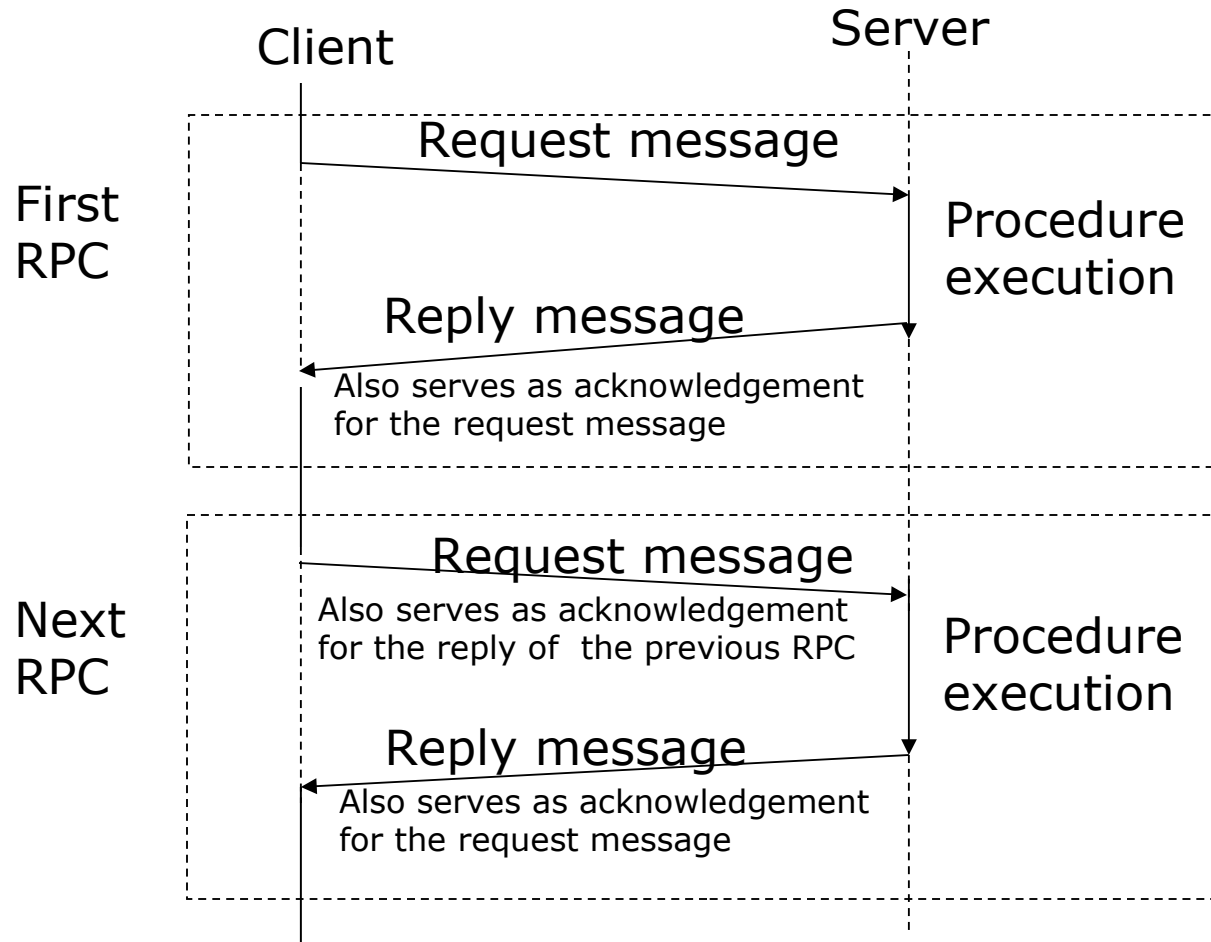 Client
Server
Request message
First
RPC
Procedure
execution
Reply message
Also serves as acknowledgement
for the request message
Request message
Also serves as acknowledgement
for the reply of  the previous RPC
Next
RPC
Procedure
execution
Reply message
Also serves as acknowledgement
for the request message